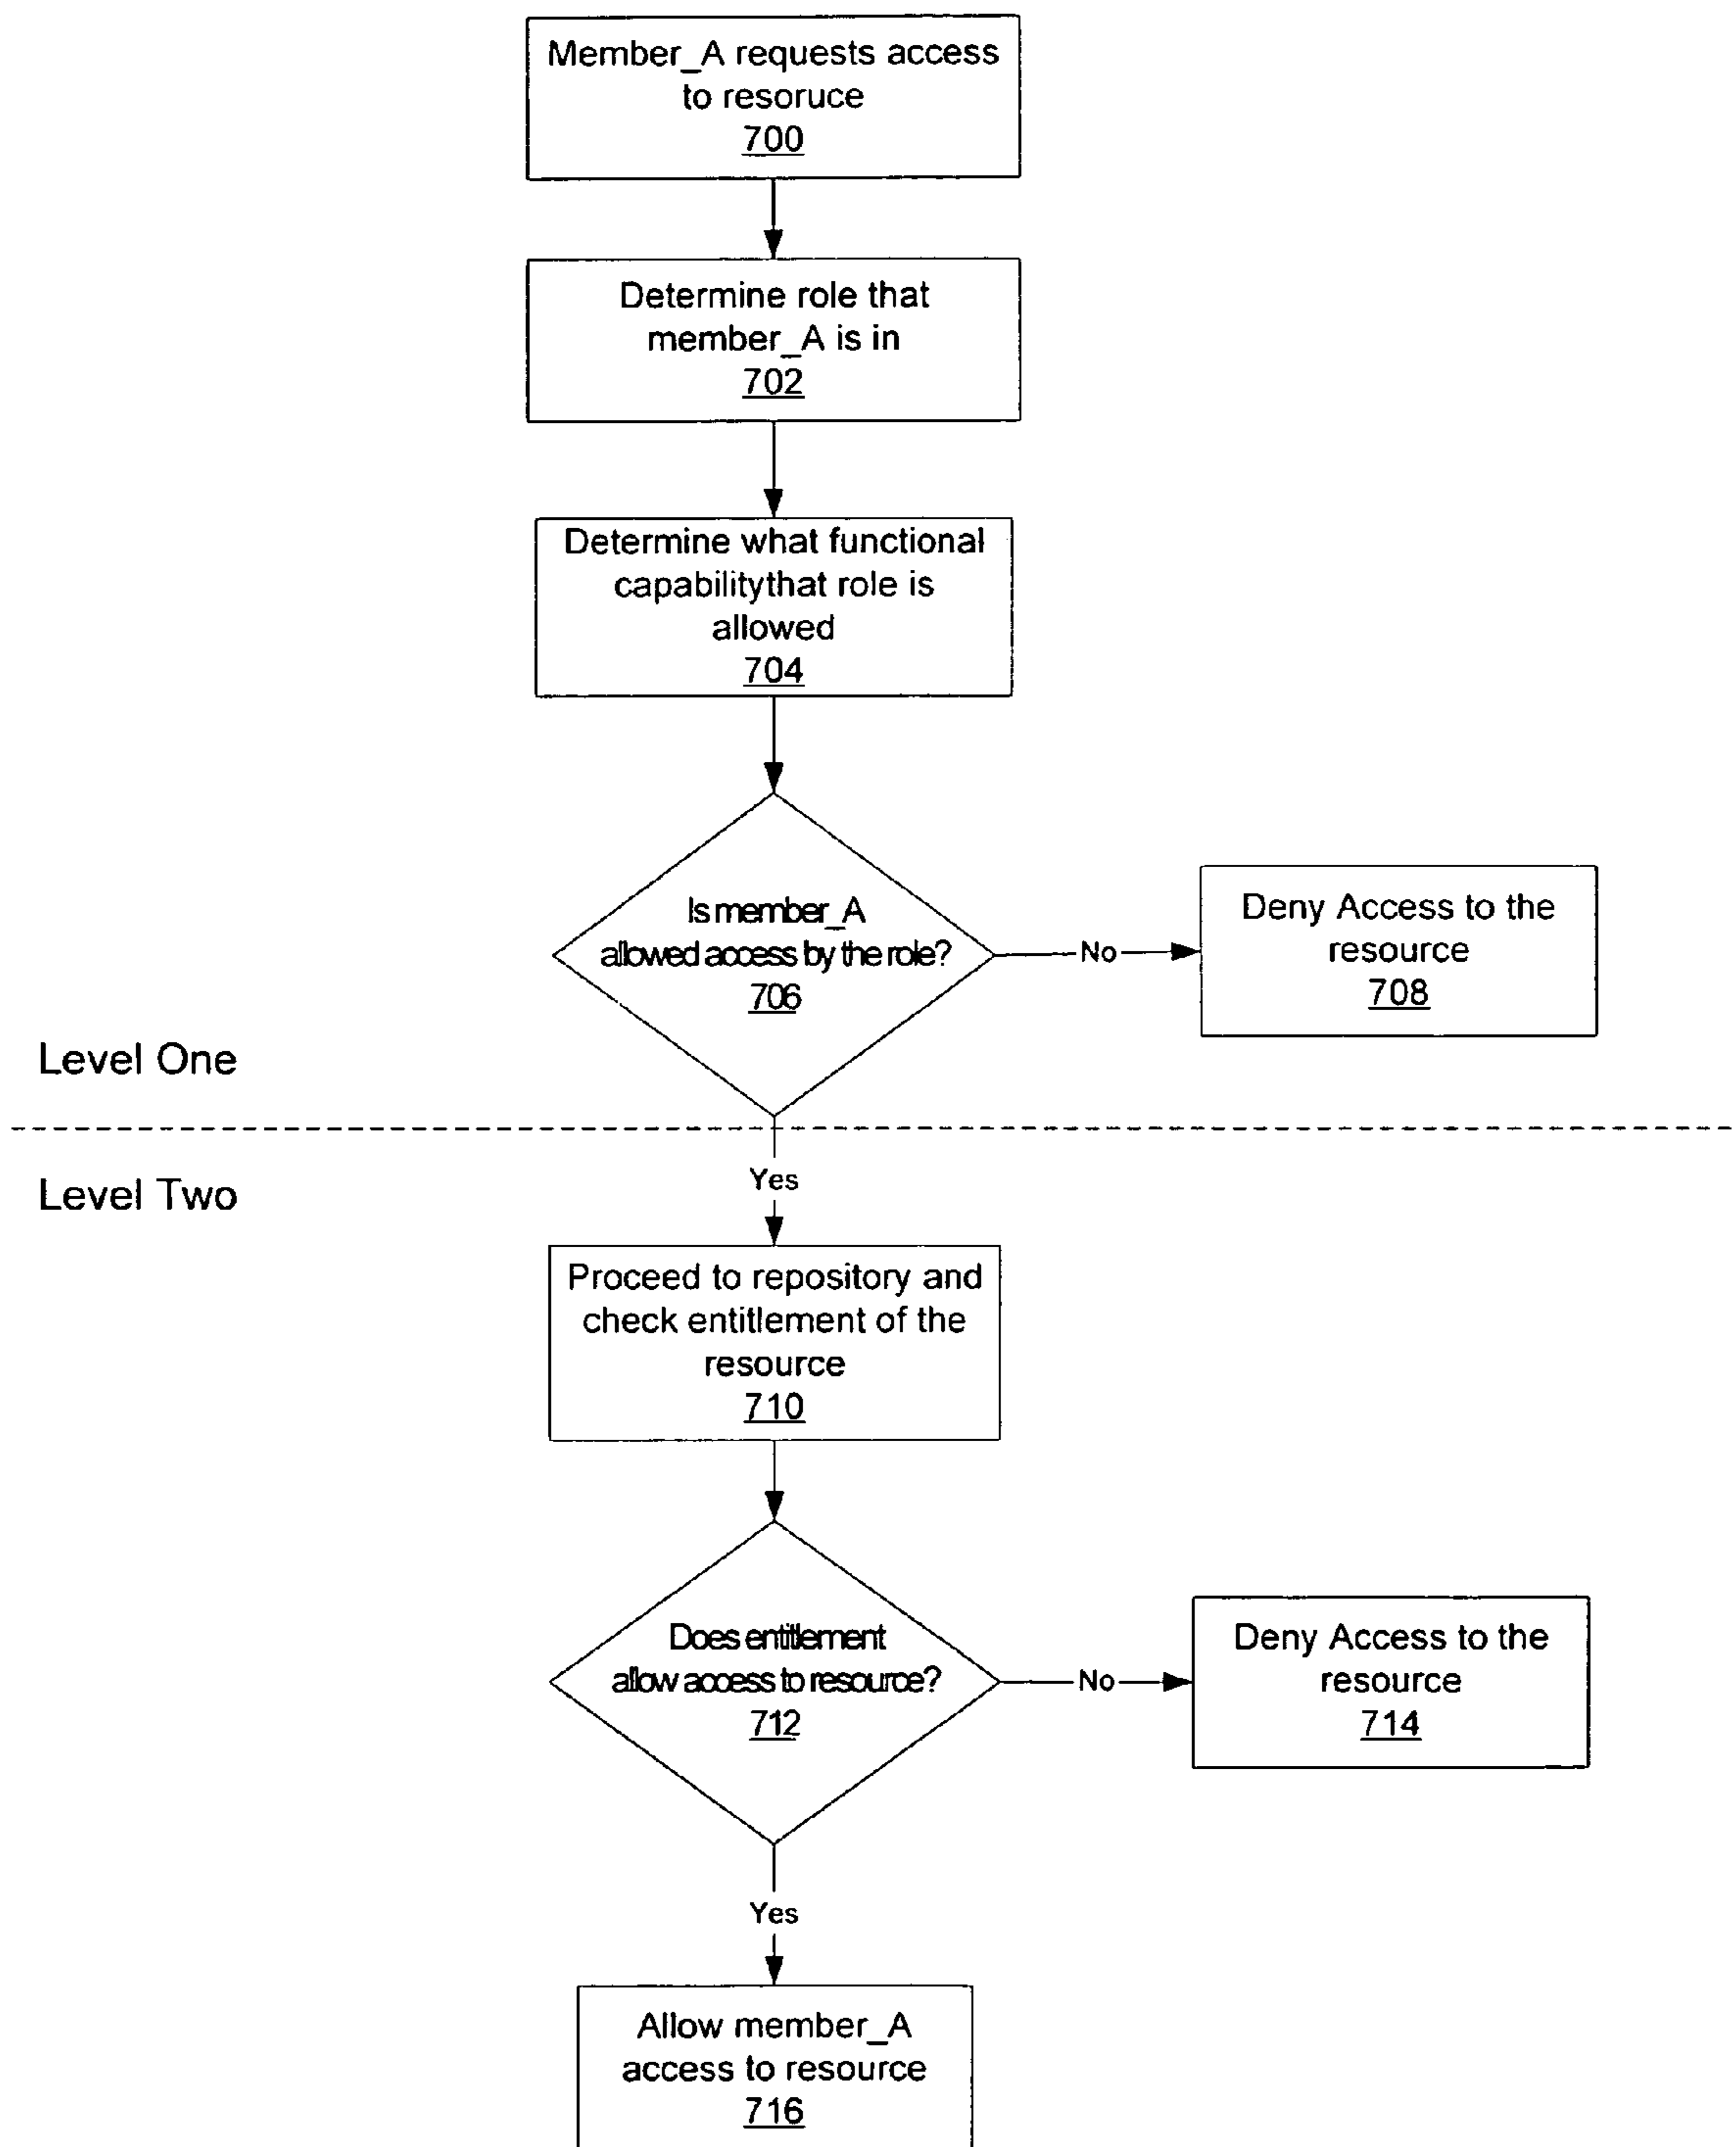 Member_A requests access
to resoruce
700
Determine role that
member_A is in
702
Determine what functional
capabilitythat role is
allowed
704
Is member_A
allowed access by the role?
706
No
Deny Access to the
resource
708
Level One
Level Two
Yes
Proceed to repository and
check entitlement of the
resource
710
Does entitlement
allow access to resource?
712
No
Deny Access to the
resource
714
Yes
Allow member_A
access to resource
716